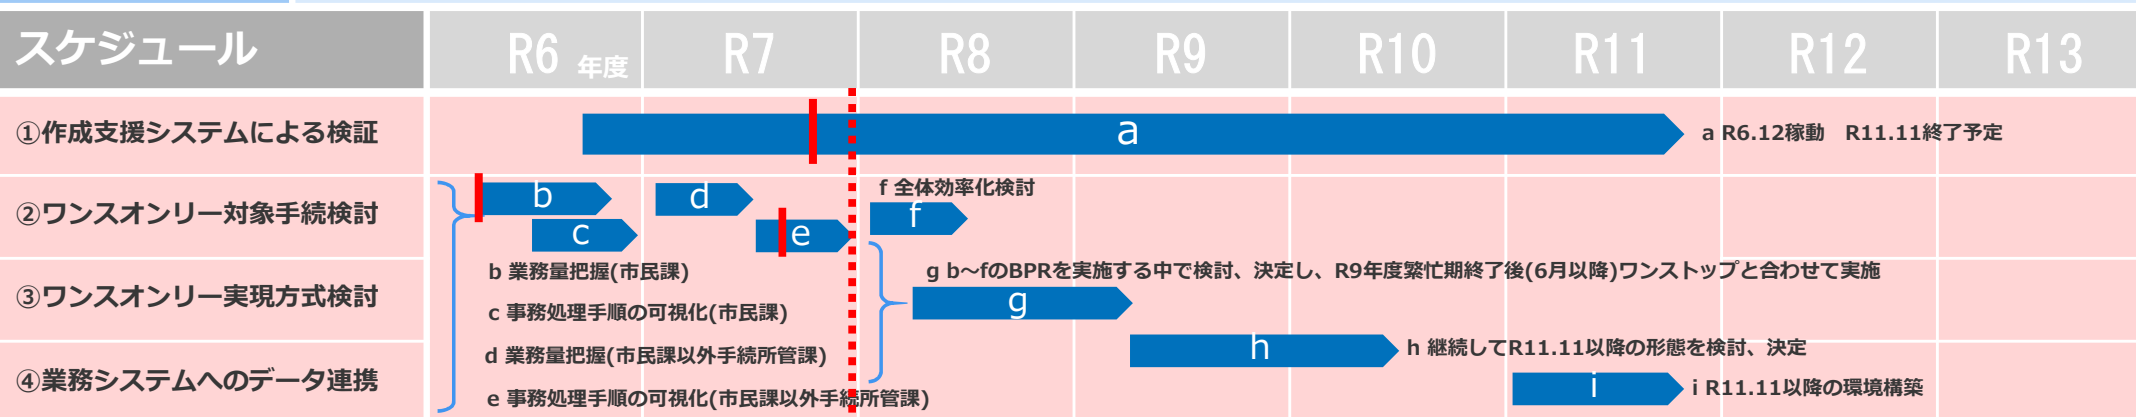 スケジュール
R6 年度
R7
R8
R9
R10
R11
R12
R13
①作成支援システムによる検証
a
a R6.12稼動　R11.11終了予定
②ワンスオンリー対象手続検討
b
c
d
e
f 全体効率化検討
f
b 業務量把握(市民課)
c 事務処理手順の可視化(市民課)
d 業務量把握(市民課以外手続所管課)
e 事務処理手順の可視化(市民課以外手続所管課)
③ワンスオンリー実現方式検討
g b～fのBPRを実施する中で検討、決定し、R9年度繁忙期終了後(6月以降)ワンストップと合わせて実施
g
h
h 継続してR11.11以降の形態を検討、決定
④業務システムへのデータ連携
i
i R11.11以降の環境構築